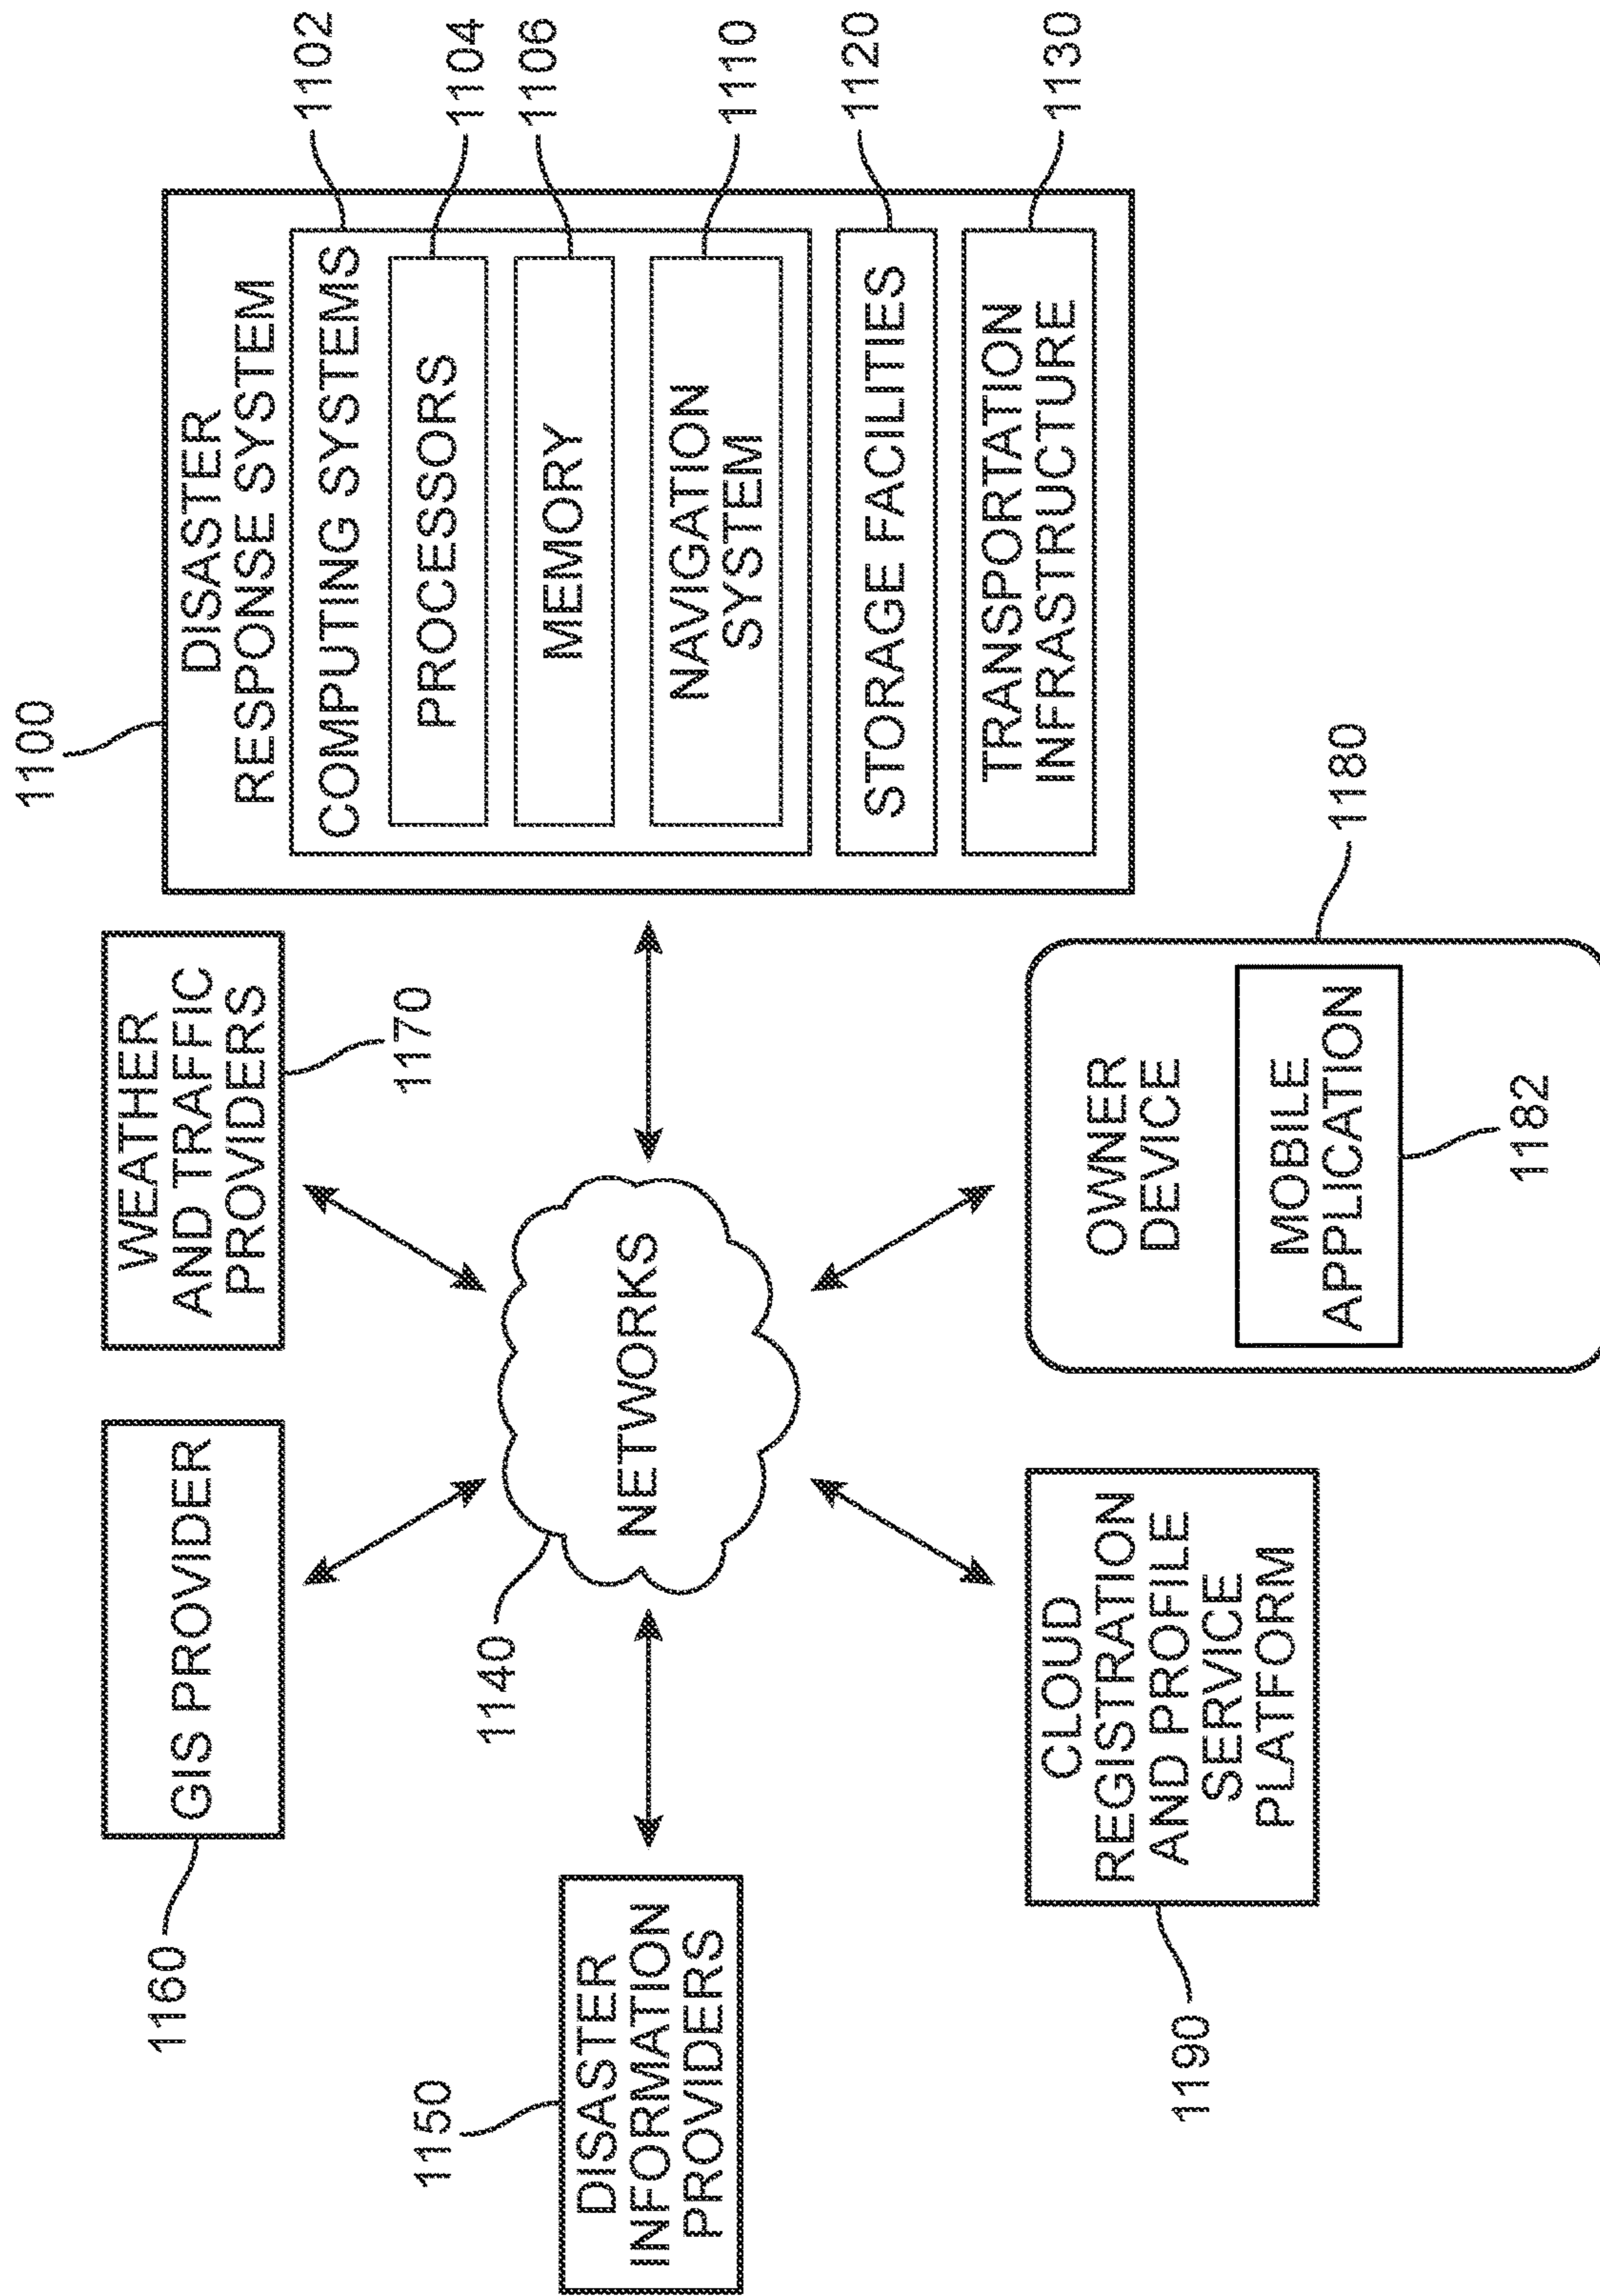 1160
GIS PROVIDER
WEATHER
AND TRAFFIC
PROVIDERS
1170
1100
DISASTER
RESPONSE SYSTEM
COMPUTING SYSTEMS
1102
PROCESSORS
1104
MEMORY
1106
NAVIGATION
SYSTEM
1110
STORAGE FACILITIES
1120
TRANSPORTATION
INFRASTRUCTURE
1130
1150
DISASTER
INFORMATION
PROVIDERS
1140
NETWORKS
1190
CLOUD
REGISTRATION
AND PROFILE
SERVICE
PLATFORM
1180
OWNER
DEVICE
MOBILE
APPLICATION
1182